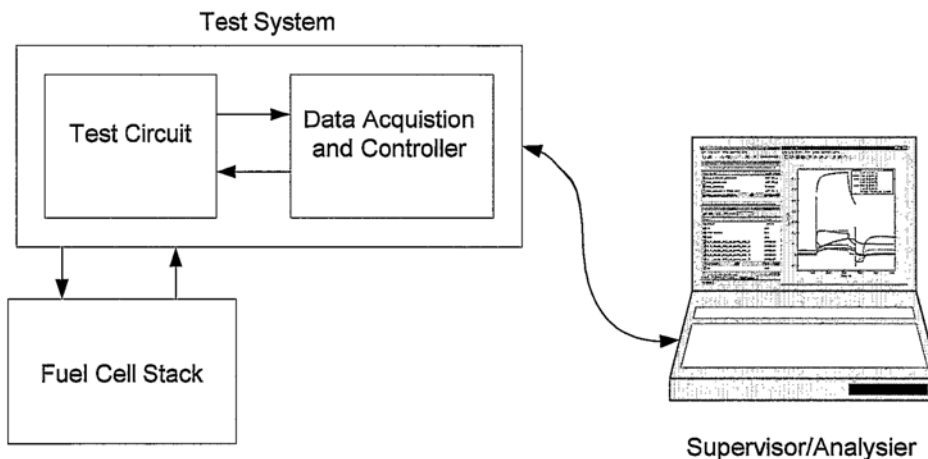 Test System
Test Circuit
Data Acquistion
and Controller
Fuel Cell Stack
Supervisor/Analysier